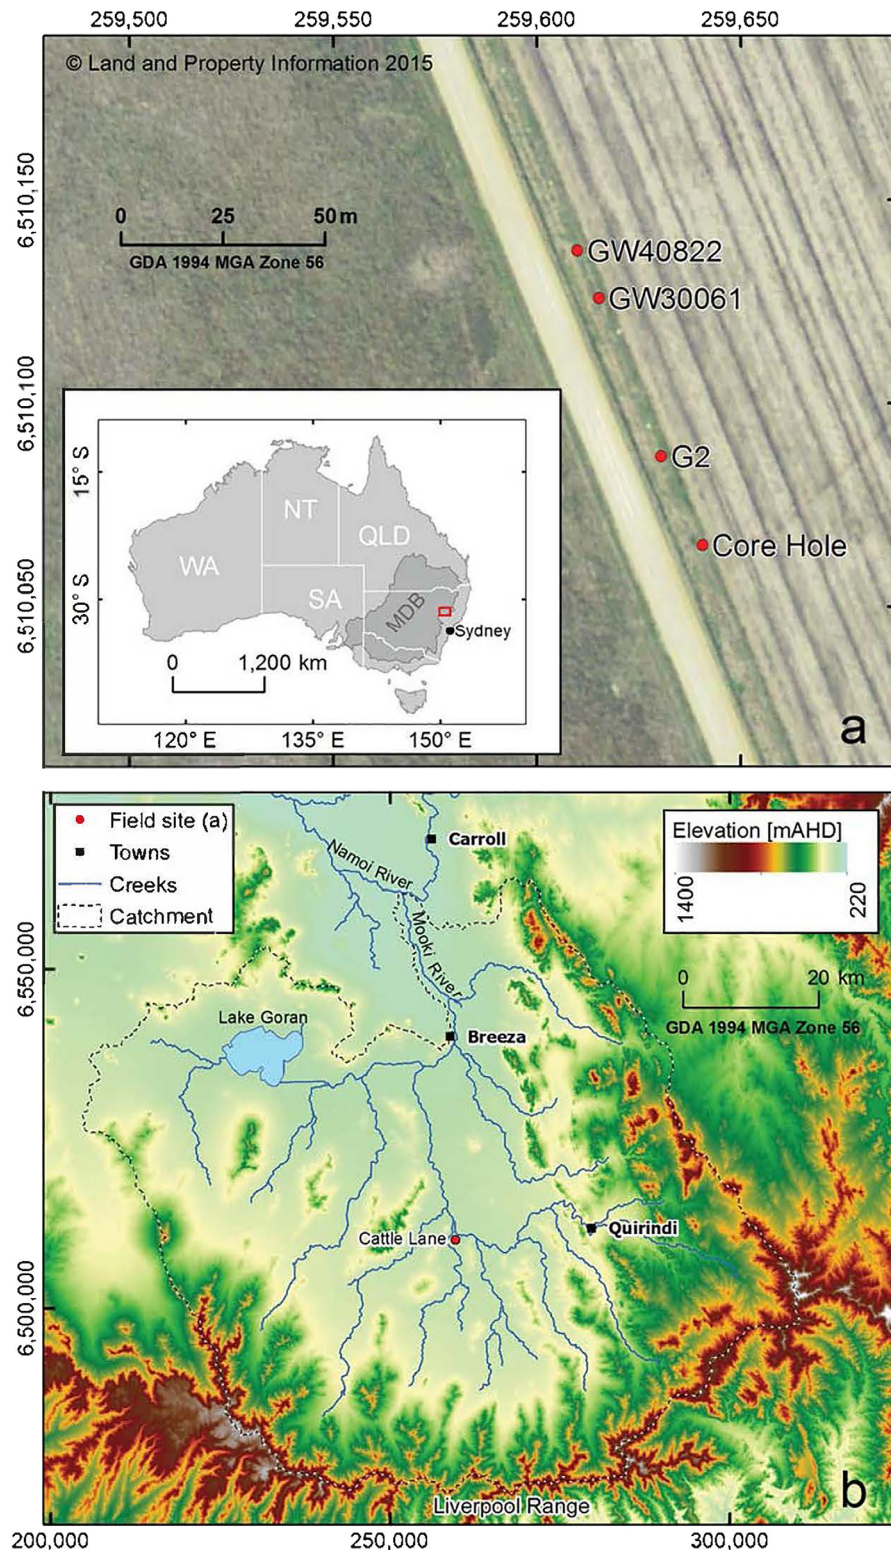 259,500 259,550 259,600 259,650
© Land and Property Information 2015
6,510,150
0 25 50 m
GDA 1994 MGA Zone 56
GW40822
GW30061
6,510,100
G2
Core Hole
6,510,050
15° S
30° S
NT
QLD
WA
SA
MDB
Sydney
0 1,200 km
120° E 135° E 150° E
a
Field site (a)
Towns
Creeks
Catchment
Elevation [mAHD]
1400
220
0 20 km
GDA 1994 MGA Zone 56
Carroll
Namoi River
Mooki River
6,550,000
Lake Goran
Breeza
Cattle Lane
Quirindi
6,500,000
Liverpool Range
b
200,000 250,000 300,000